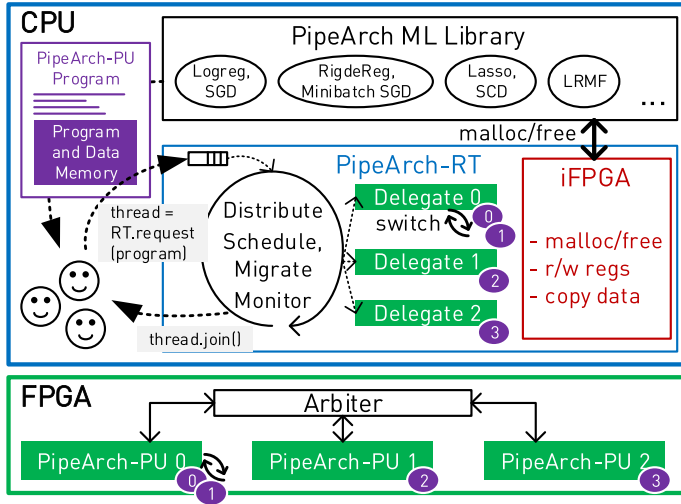 CPU
PipeArch-PU
Program
Program
and Data
Memory
PipeArch ML Library
Logreg,
SGD
RigdeReg,
Minibatch SGD
Lasso,
SCD
LRMF
...
malloc/free
PipeArch-RT
thread =
RT.request
(program)
Distribute
Schedule,
Migrate
Monitor
thread.join()
Delegate 0
switch
0
1
Delegate 1
2
Delegate 2
3
iFPGA
- malloc/free
- r/w regs
- copy data
FPGA
Arbiter
PipeArch-PU 0
0
1
PipeArch-PU 1
2
PipeArch-PU 2
3